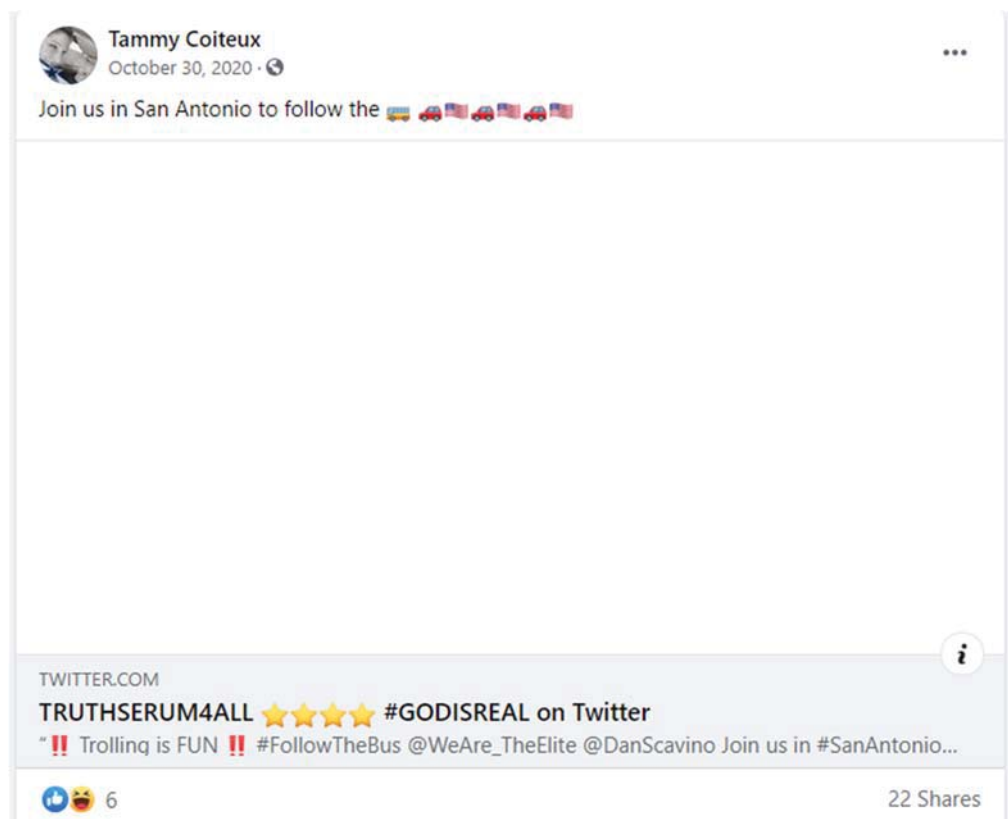 Tammy Coiteux
October 30, 2020 ·
Join us in San Antonio to follow the 🚌 🚗🇺🇸🚗🇺🇸🚗🇺🇸
TWITTER.COM
TRUTHSERUM4ALL ⭐⭐⭐⭐ #GODISREAL on Twitter
“‼️ Trolling is FUN ‼️ #FollowTheBus @WeAre_TheElite @DanScavino Join us in #SanAntonio...
6
22 Shares